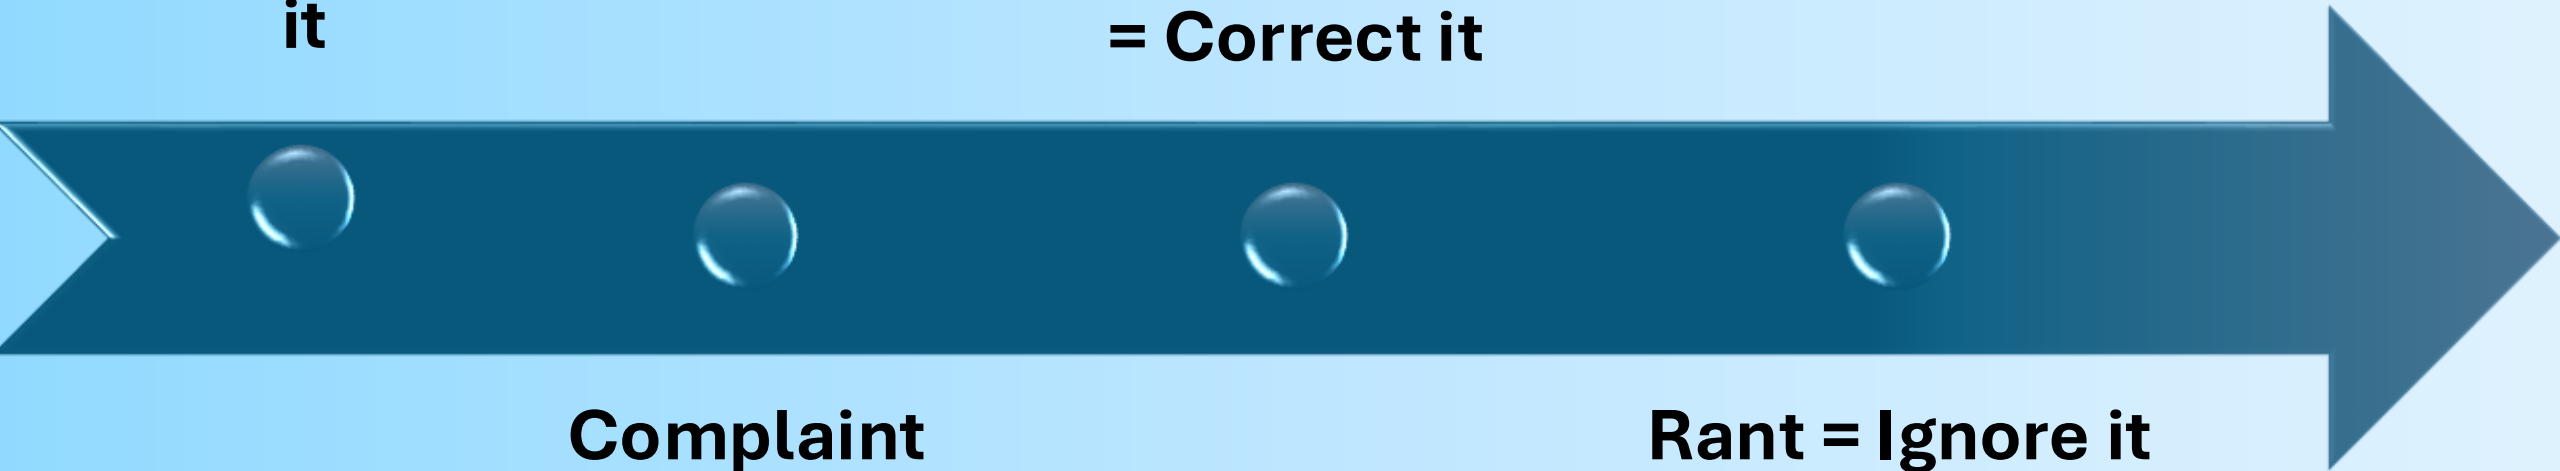 it
= Correct it
Complaint
Rant = Ignore it